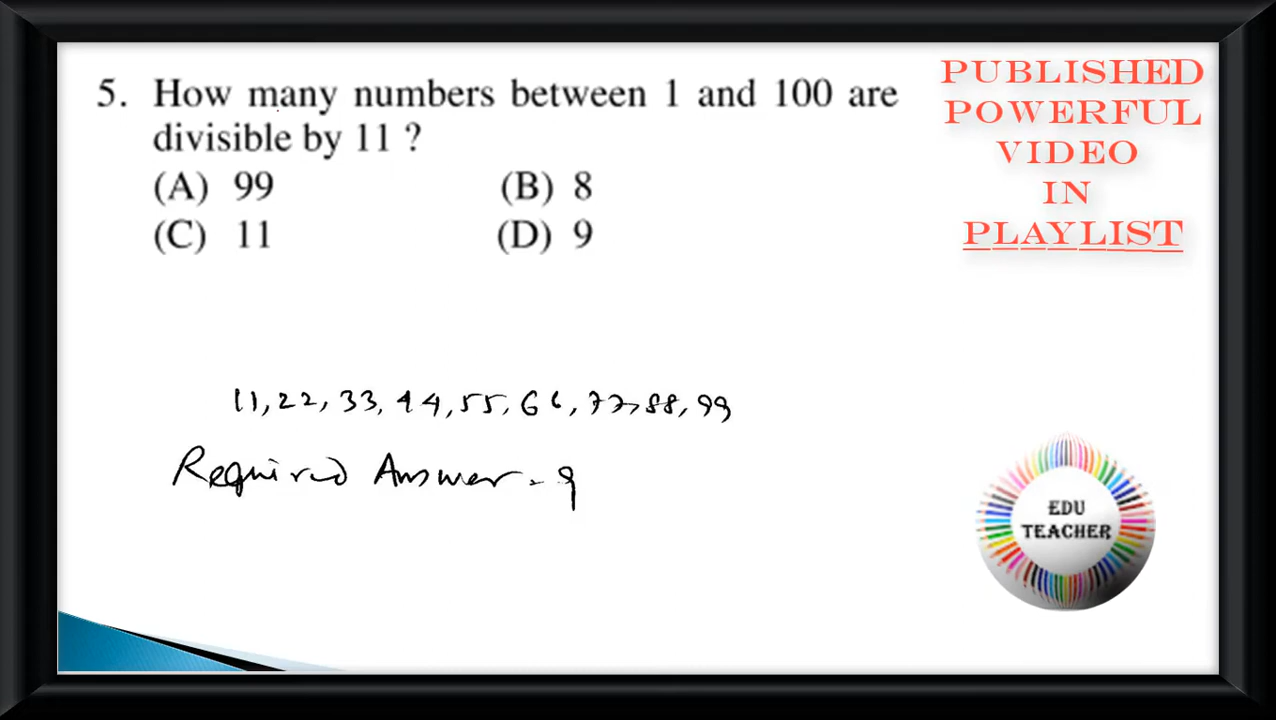 5. How many numbers between 1 and 100 are
divisible by 11 ?
(A) 99 (B) 8
(C) 11 (D) 9
11, 22, 33, 44, 55, 66, 77, 88, 99
Required Answer - 9
PUBLISHED
POWERFUL
VIDEO
IN
PLAYLIST
EDU
TEACHER